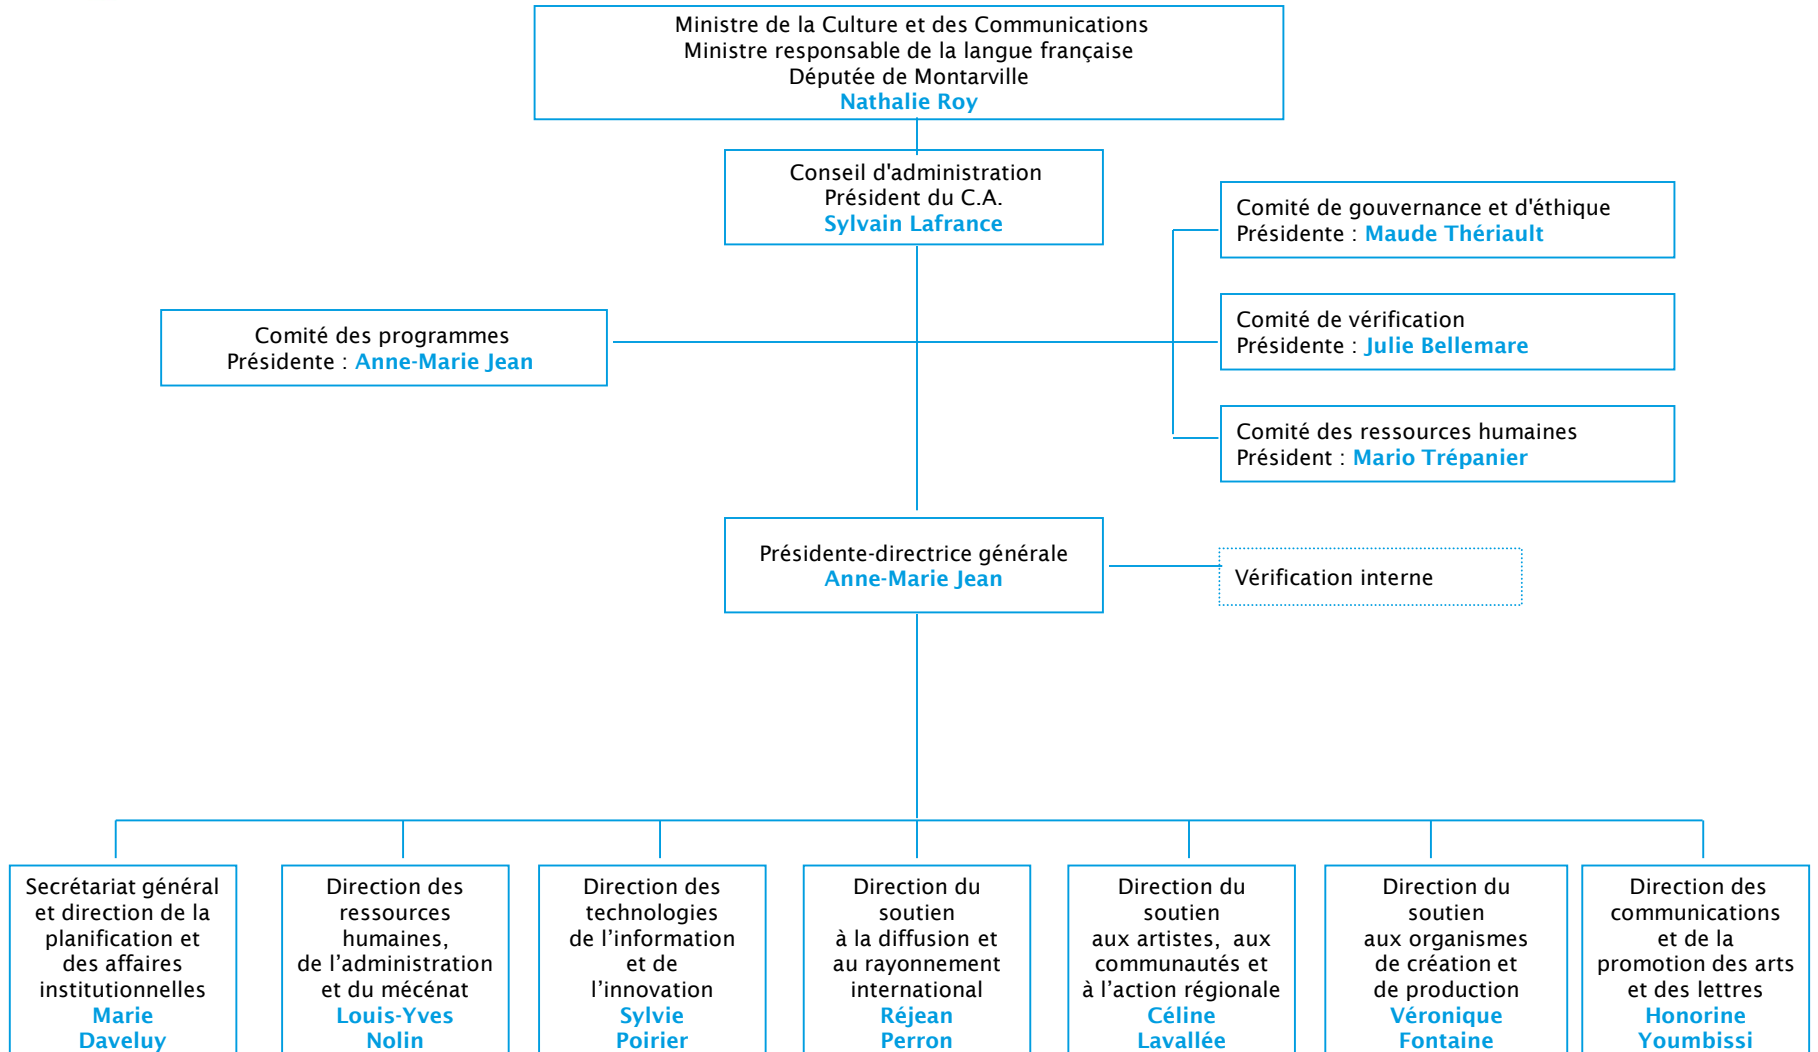 Ministre de la Culture et des Communications
Ministre responsable de la langue française
Députée de Montarville
Nathalie Roy
Conseil d'administration
Président du C.A.
Sylvain Lafrance
Comité de gouvernance et d'éthique
Présidente : Maude Thériault
Comité des programmes
Présidente : Anne-Marie Jean
Comité de vérification
Présidente : Julie Bellemare
Comité des ressources humaines
Président : Mario Trépanier
Présidente-directrice générale
Anne-Marie Jean
Vérification interne
Secrétariat général
et direction de la
planification et
des affaires
institutionnelles
Marie
Daveluy
Direction des
ressources
humaines,
de l’administration
et du mécénat
Louis-Yves
Nolin
Direction des
technologies
de l’information
et de
l’innovation
Sylvie
Poirier
Direction du
soutien
à la diffusion et
au rayonnement
international
Réjean
Perron
Direction du
soutien
aux artistes, aux
communautés et
à l’action régionale
Céline
Lavallée
Direction du
soutien
aux organismes
de création et
de production
Véronique
Fontaine
Direction des
communications
et de la
promotion des arts
et des lettres
Honorine
Youmbissi